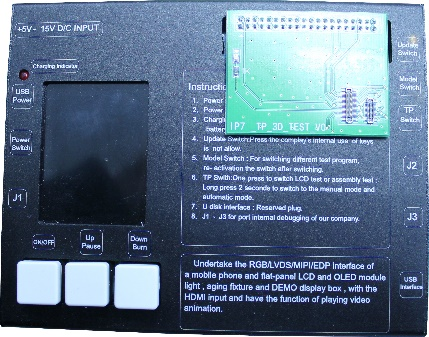 +5V- 15V D/C INPUT
Charging Indicator
USB
Power
Power
Switch
J1
ON/OFF
Up
Pause
Down
Burn
IP7 TP 3D TEST V04
Instructio
1. Power
2. Power
3. Chargi
batter
4. Update Switch:Press the compley's internal use of keys
is not allow.
5. Model Switch : For switching different test program,
re- activation the switch after switching.
6. TP Swith:One press to switch LCD test or assembly test ;
Long press 2 seconds to switch to the manual mode and
automatic mode.
7. U disk interface : Reserved plug.
8. J1 - J3 for port internal debugging of our company.
Undertake the RGB/LVDS/MIPI/EDP interface of
a mobile phone and flat-panel LCD and OLED module
light , aging fixture and DEMO display box , with the
HDMI input and have the function of playing video
animation.
Update
Switch
Model
Switch
TP
Switch
J2
J3
USB
Interface